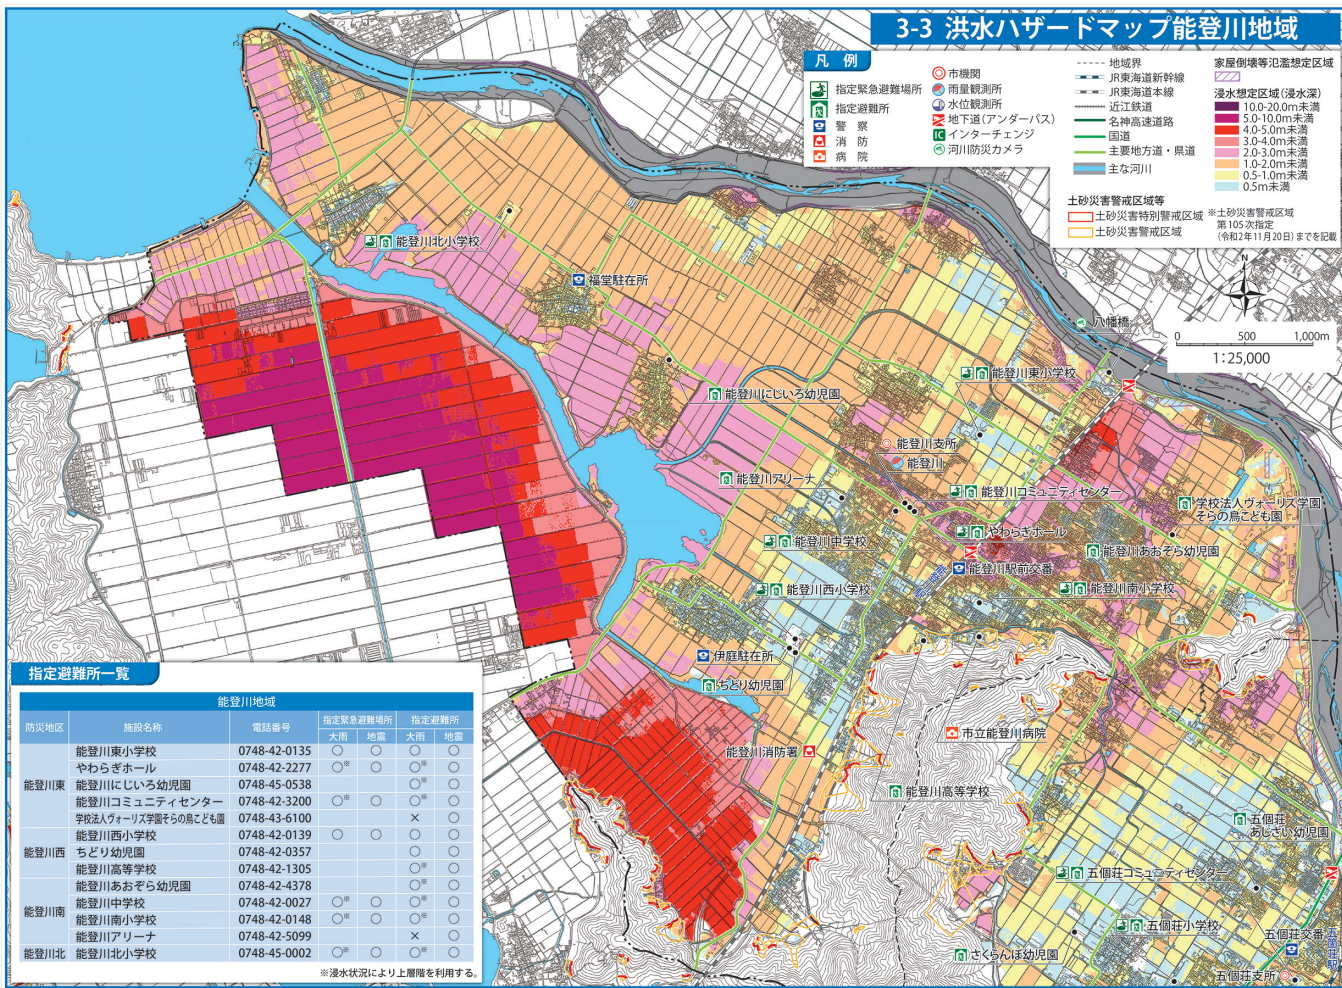 3-3 洪水ハザードマップ能登川地域
凡 例
指定緊急避難場所
指定避難所
警 察
消 防
病 院
市機関
雨量観測所
水位観測所
地下道(アンダーパス)
IC インターチェンジ
河川防災カメラ
地域界
JR東海道新幹線
JR東海道本線
近江鉄道
名神高速道路
国道
主要地方道・県道
主な河川
家屋倒壊等氾濫想定区域
浸水想定区域(浸水深)
10.0-20.0m未満
5.0-10.0m未満
4.0-5.0m未満
3.0-4.0m未満
2.0-3.0m未満
1.0-2.0m未満
0.5-1.0m未満
0.5m未満
土砂災害警戒区域等
土砂災害特別警戒区域
土砂災害警戒区域
※土砂災害警戒区域
第105次指定
(令和2年11月20日)までを記載
N
0 500 1,000m
1:25,000
能登川北小学校
福堂駐在所
八幡橋
能登川東小学校
能登川にじいろ幼児園
能登川支所
能登川
能登川アリーナ
能登川コミュニティセンター
学校法人ヴォーリズ学園
そらの鳥こども園
やわらぎホール
能登川中学校
能登川あおぞら幼児園
能登川駅前交番
能登川西小学校
能登川南小学校
伊庭駐在所
ちどり幼児園
能登川消防署
市立能登川病院
能登川高等学校
五個荘
あじさい幼児園
五個荘コミュニティセンター
五個荘小学校
五個荘交番
さくらんぼ幼児園
五個荘支所
五箇荘駅
指定避難所一覧
能登川地域
防災地区 施設名称 電話番号 指定緊急避難場所 指定避難所
大雨 地震 大雨 地震
能登川東 能登川東小学校 0748-42-0135 ○ ○ ○ ○
やわらぎホール 0748-42-2277 ○※ ○ ○※ ○
能登川にじいろ幼児園 0748-45-0538 ○※ ○
能登川コミュニティセンター 0748-42-3200 ○※ ○ ○※ ○
学校法人ヴォーリズ学園そらの鳥こども園 0748-43-6100 × ○
能登川西 能登川西小学校 0748-42-0139 ○ ○ ○ ○
ちどり幼児園 0748-42-0357 ○ ○
能登川高等学校 0748-42-1305 ○※ ○
能登川南 能登川あおぞら幼児園 0748-42-4378 ○※ ○
能登川中学校 0748-42-0027 ○※ ○ ○※ ○
能登川南小学校 0748-42-0148 ○※ ○ ○※ ○
能登川アリーナ 0748-42-5099 × ○
能登川北 能登川北小学校 0748-45-0002 ○※ ○ ○※ ○
※浸水状況により上層階を利用する。